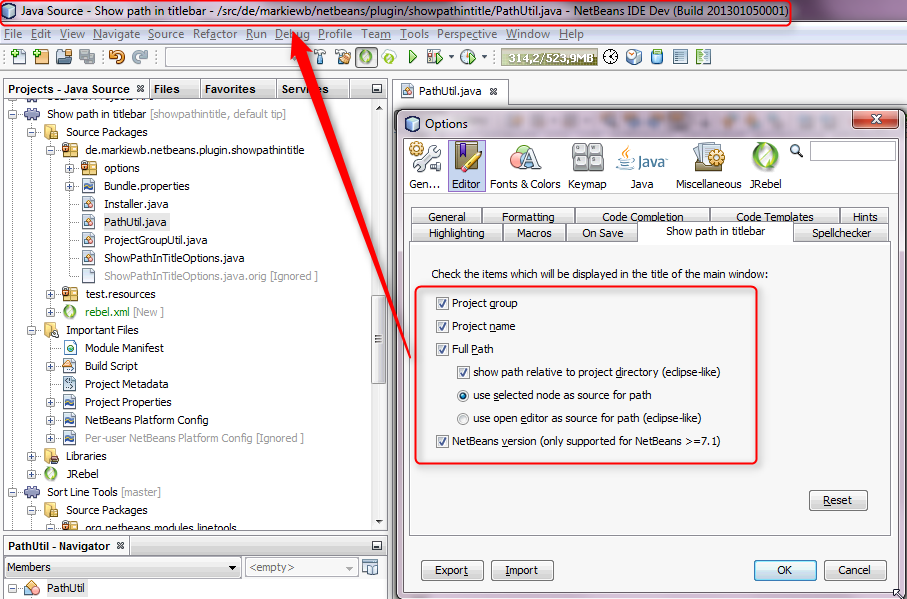 Java Source - Show path in titlebar - /src/de/markiewb/netbeans/plugin/showpathintitle/PathUtil.java - NetBeans IDE Dev (Build 201301050001)
File Edit View Navigate Source Refactor Run Debug Profile Team Tools Perspective Window Help
314,2/523,9MB
Projects - Java Source Files Favorites Services
PathUtil.java
Show path in titlebar [showpathintitle, default tip]
Source Packages
de.markiewb.netbeans.plugin.showpathintitle
options
Bundle.properties
Installer.java
PathUtil.java
ProjectGroupUtil.java
ShowPathInTitleOptions.java
ShowPathInTitleOptions.java.orig [Ignored ]
test.resources
rebel.xml [New ]
Important Files
Module Manifest
Build Script
Project Metadata
Project Properties
NetBeans Platform Config
Per-user NetBeans Platform Config [Ignored ]
Libraries
JRebel
Sort Line Tools [master]
Source Packages
org.netbeans.modules.linetools
PathUtil - Navigator
Members
<empty>
PathUtil
Options
Gen... Editor Fonts & Colors Keymap Java Miscellaneous JRebel
Java
General Formatting Code Completion Code Templates Hints
Highlighting Macros On Save Show path in titlebar Spellchecker
Check the items which will be displayed in the title of the main window:
Project group
Project name
Full Path
show path relative to project directory (eclipse-like)
use selected node as source for path
use open editor as source for path (eclipse-like)
NetBeans version (only supported for NetBeans >=7.1)
Reset
Export Import OK Cancel